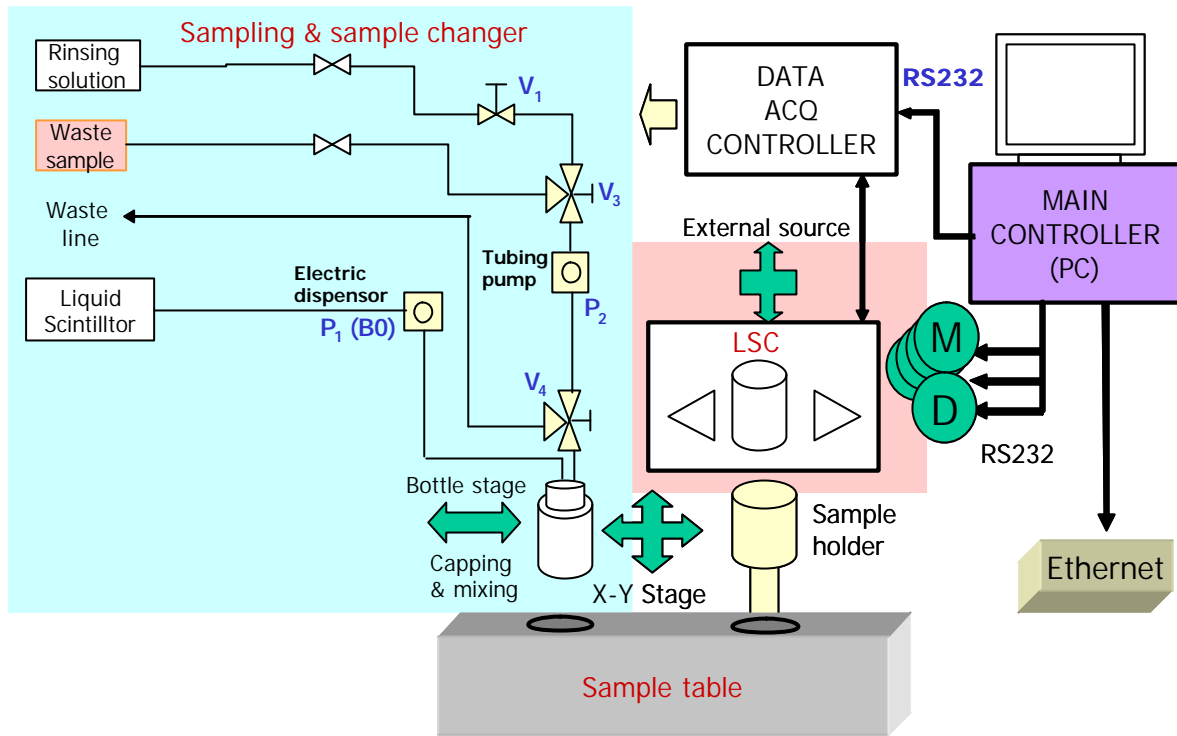 Sampling & sample changer
Rinsing
solution
V1
Waste
sample
V3
Waste
line
Tubing
pump
P2
Electric
dispensor
P1 (B0)
Liquid
Scintilltor
V4
Bottle stage
Capping
& mixing
X-Y Stage
DATA
ACQ
CONTROLLER
RS232
MAIN
CONTROLLER
(PC)
External source
LSC
M
D
RS232
Sample
holder
Ethernet
Sample table